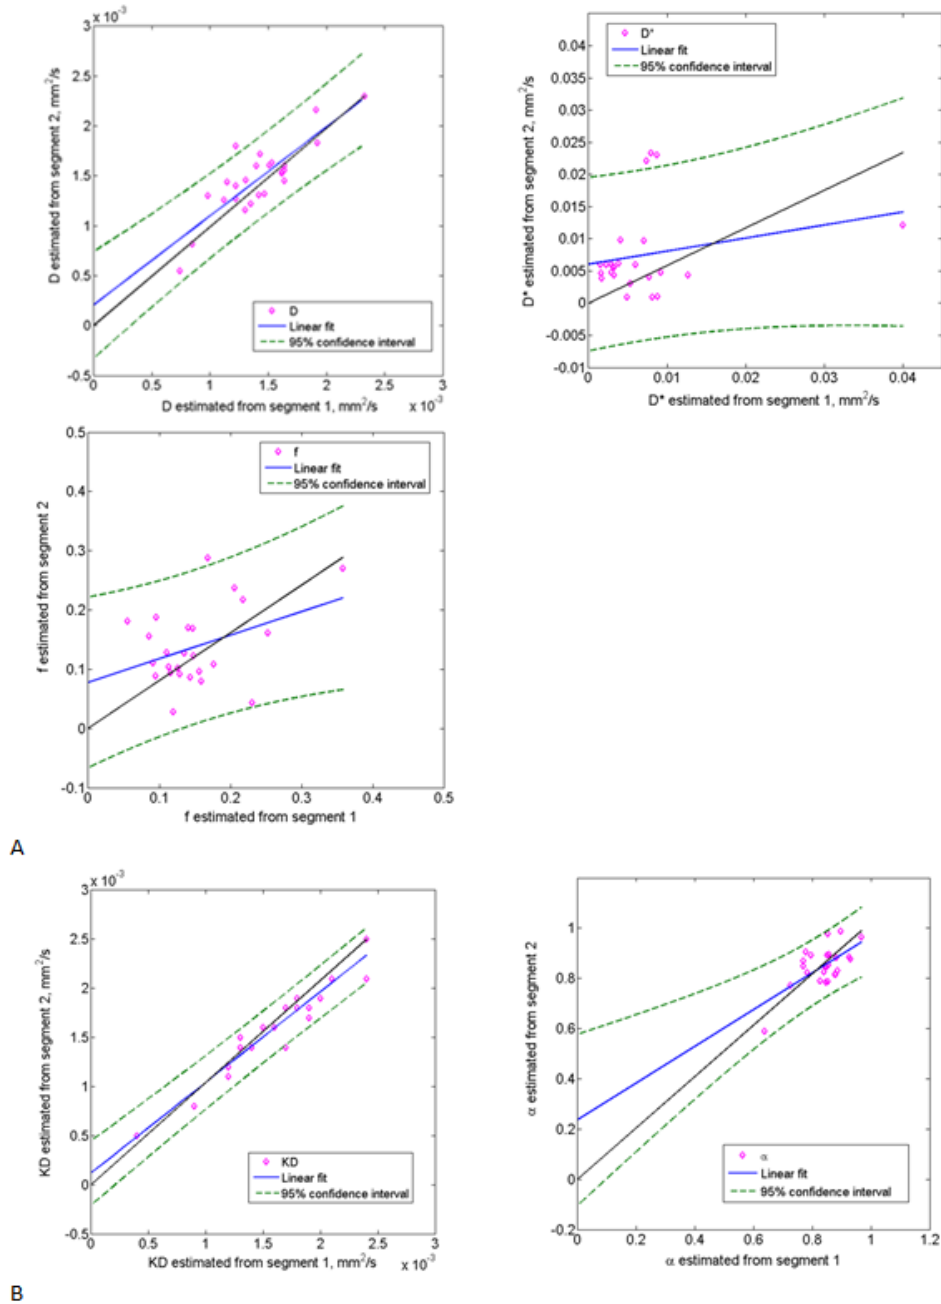 x 10⁻³
3
2.5
2
1.5
1
0.5
0
-0.5
D estimated from segment 2, mm²/s
D
Linear fit
95% confidence interval
0 0.5 1 1.5 2 2.5 3
D estimated from segment 1, mm²/s x 10⁻³
0.04
0.035
0.03
0.025
0.02
0.015
0.01
0.005
0
-0.005
-0.01
D* estimated from segment 2, mm²/s
D*
Linear fit
95% confidence interval
0 0.01 0.02 0.03 0.04
D* estimated from segment 1, mm²/s
0.5
0.4
0.3
0.2
0.1
0
-0.1
f estimated from segment 2
f
Linear fit
95% confidence interval
0 0.1 0.2 0.3 0.4 0.5
f estimated from segment 1
A
x 10⁻³
3
2.5
2
1.5
1
0.5
0
-0.5
KD estimated from segment 2, mm²/s
KD
Linear fit
95% confidence interval
0 0.5 1 1.5 2 2.5 3
KD estimated from segment 1, mm²/s x 10⁻³
1
0.8
0.6
0.4
0.2
0
-0.2
α estimated from segment 2
α
Linear fit
95% confidence interval
0 0.2 0.4 0.6 0.8 1 1.2
α estimated from segment 1
B